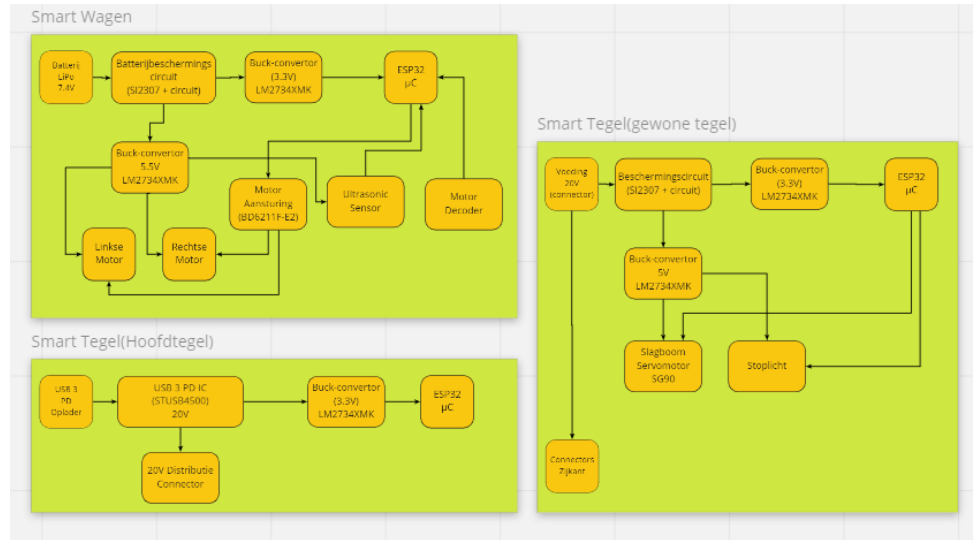 Smart Wagen
Batterij
LiPo
7.4V
Batterijbeschermings
circuit
(SI2307 + circuit)
Buck-convertor
(3.3V)
LM2734XMK
ESP32
µC
Buck-convertor
5.5V
LM2734XMK
Motor
Aansturing
(BD6211F-E2)
Ultrasonic
Sensor
Motor
Decoder
Linkse
Motor
Rechtse
Motor
Smart Tegel(Hoofdtegel)
USB 3
PD
Oplader
USB 3 PD IC
(STUSB4500)
20V
Buck-convertor
(3.3V)
LM2734XMK
ESP32
µC
20V Distributie
Connector
Smart Tegel(gewone tegel)
Voeding
20V
(connector)
Beschermingscircuit
(SI2307 + circuit)
Buck-convertor
(3.3V)
LM2734XMK
ESP32
µC
Buck-convertor
5V
LM2734XMK
Slagboom
Servomotor
SG90
Stoplicht
Connectors
Zijkant